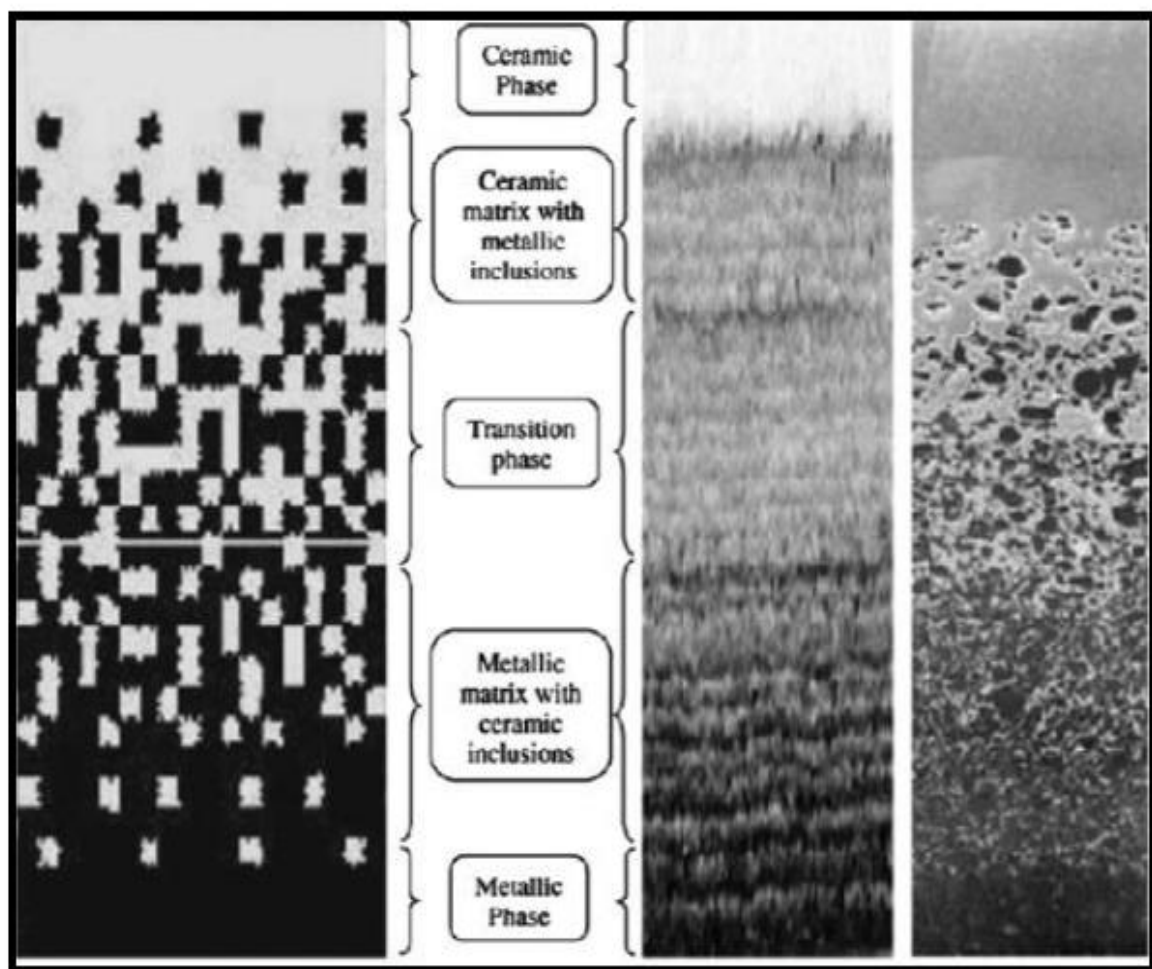 Ceramic
Phase
Ceramic
matrix with
metallic
inclusions
Transition
phase
Metallic
matrix with
ceramic
inclusions
Metallic
Phase